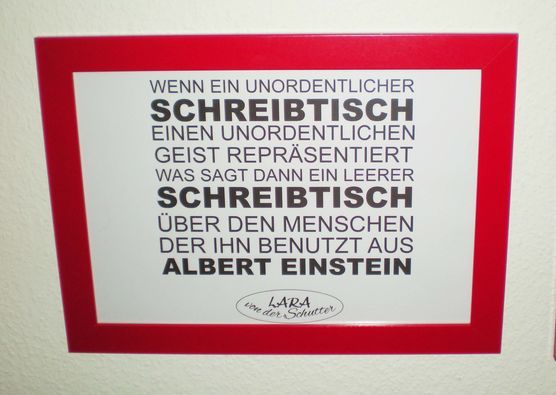 WENN EIN UNORDENTLICHER
SCHREIBTISCH
EINEN UNORDENTLICHEN
GEIST REPRÄSENTIERT
WAS SAGT DANN EIN LEERER
SCHREIBTISCH
ÜBER DEN MENSCHEN
DER IHN BENUTZT AUS
ALBERT EINSTEIN
LARA
von der Schutter